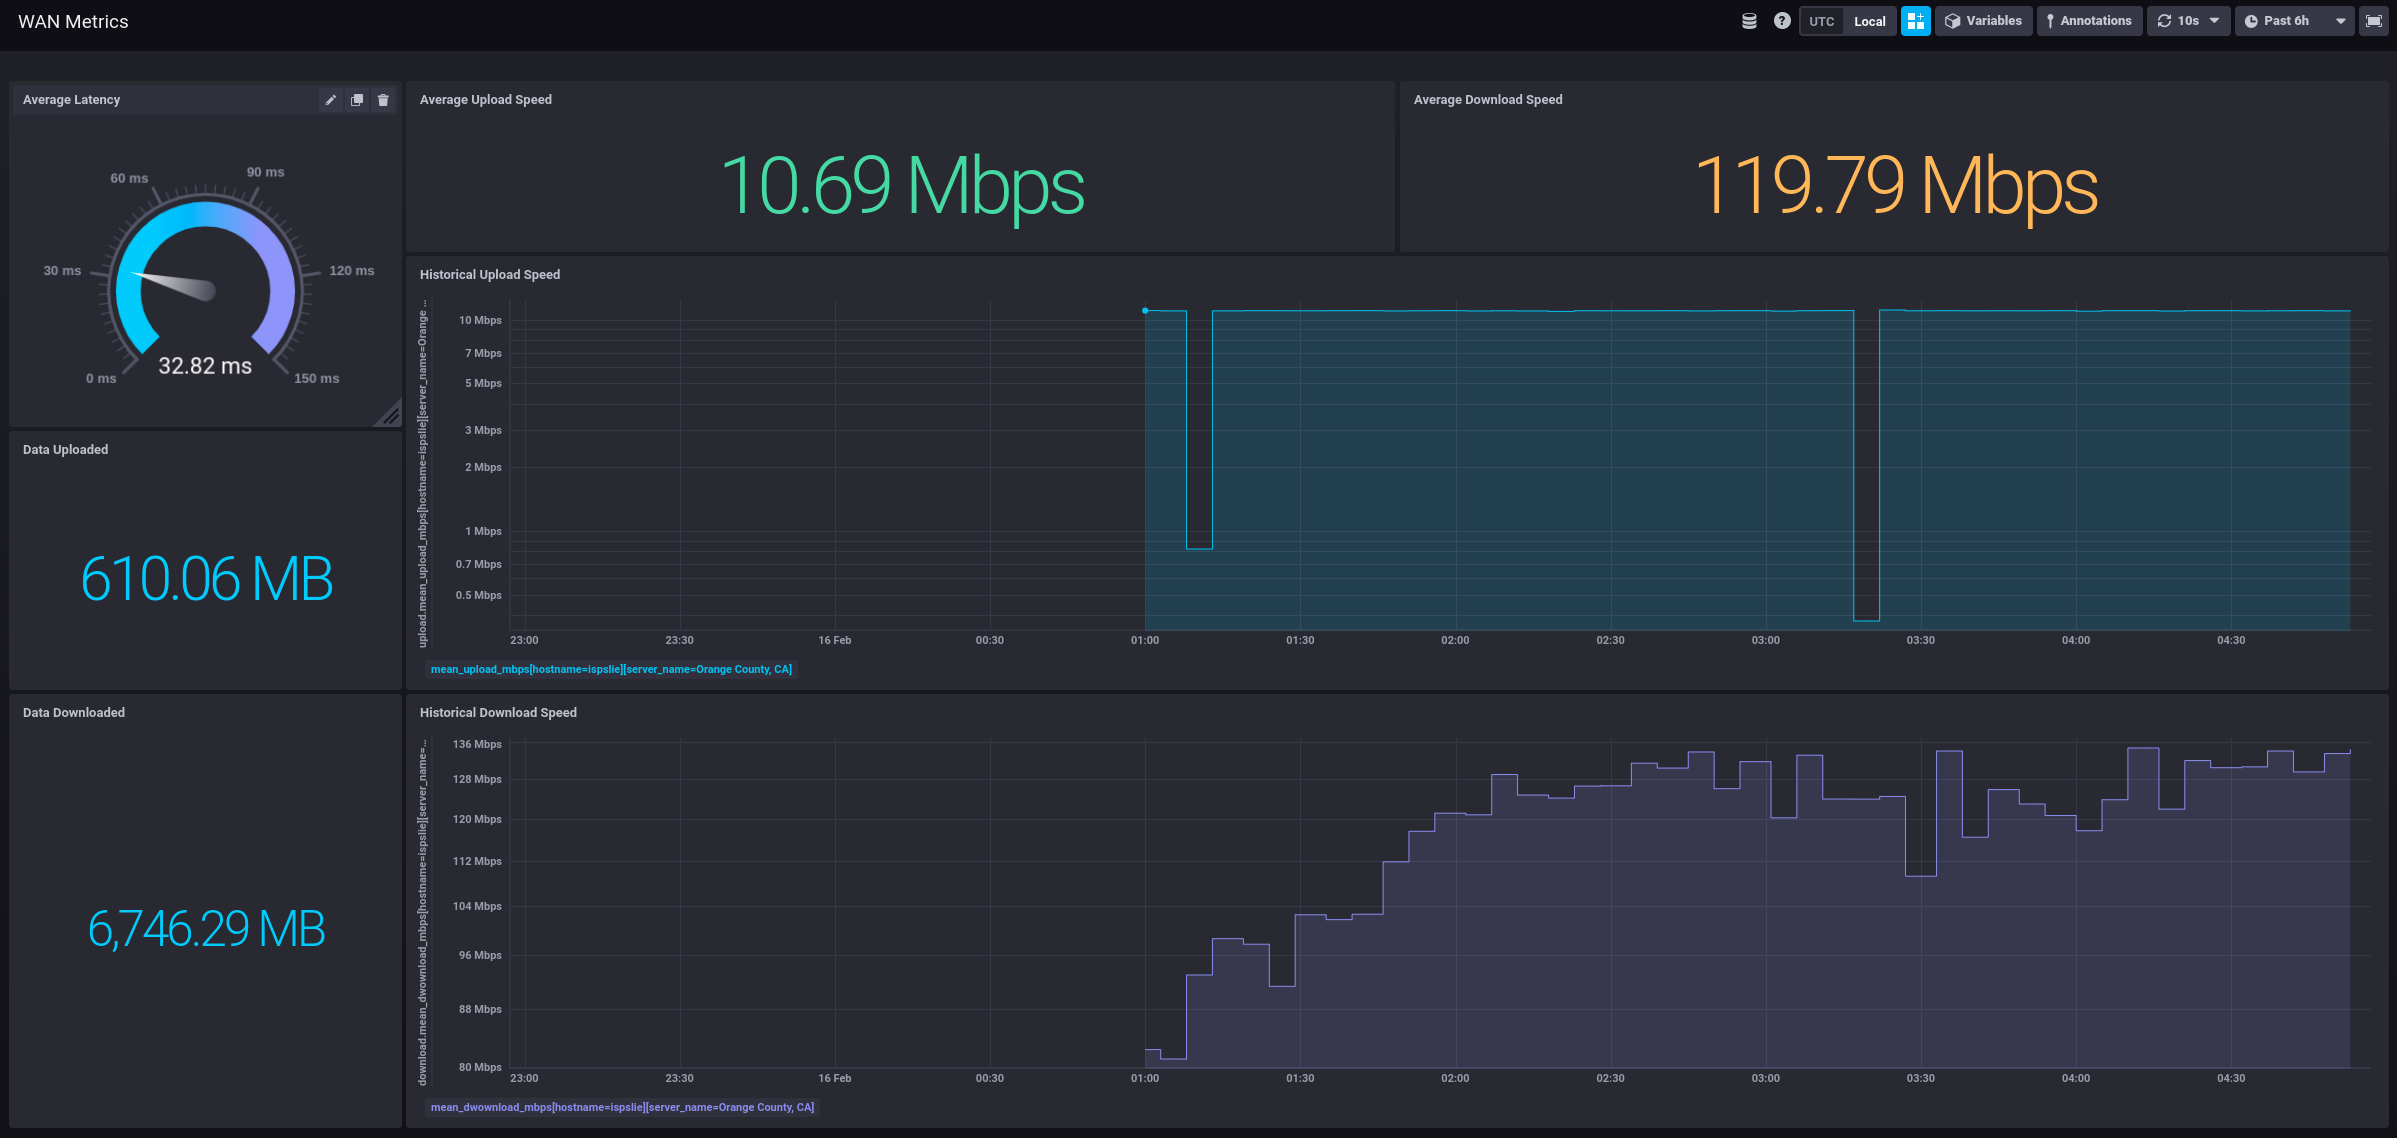 WAN Metrics
UTC Local Variables Annotations 10s Past 6h
Average Latency
60 ms 90 ms
30 ms 120 ms
0 ms 150 ms
32.82 ms
Average Upload Speed
10.69 Mbps
Average Download Speed
119.79 Mbps
Data Uploaded
610.06 MB
Historical Upload Speed
upload.mean_upload_mbps[hostname=ispslie][server_name=Orange ...
10 Mbps
7 Mbps
5 Mbps
3 Mbps
2 Mbps
1 Mbps
0.7 Mbps
0.5 Mbps
23:00 23:30 16 Feb 00:30 01:00 01:30 02:00 02:30 03:00 03:30 04:00 04:30
mean_upload_mbps[hostname=ispslie][server_name=Orange County, CA]
Data Downloaded
6,746.29 MB
Historical Download Speed
download.mean_dwownload_mbps[hostname=ispslie][server_name=...
136 Mbps
128 Mbps
120 Mbps
112 Mbps
104 Mbps
96 Mbps
88 Mbps
80 Mbps
23:00 23:30 16 Feb 00:30 01:00 01:30 02:00 02:30 03:00 03:30 04:00 04:30
mean_dwownload_mbps[hostname=ispslie][server_name=Orange County, CA]